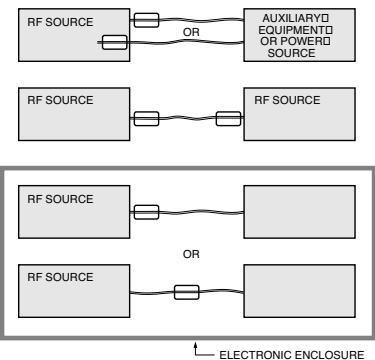 RF SOURCE
OR
AUXILIARY□
EQUIPMENT□
OR POWER□
SOURCE
RF SOURCE
RF SOURCE
RF SOURCE
OR
RF SOURCE
ELECTRONIC ENCLOSURE